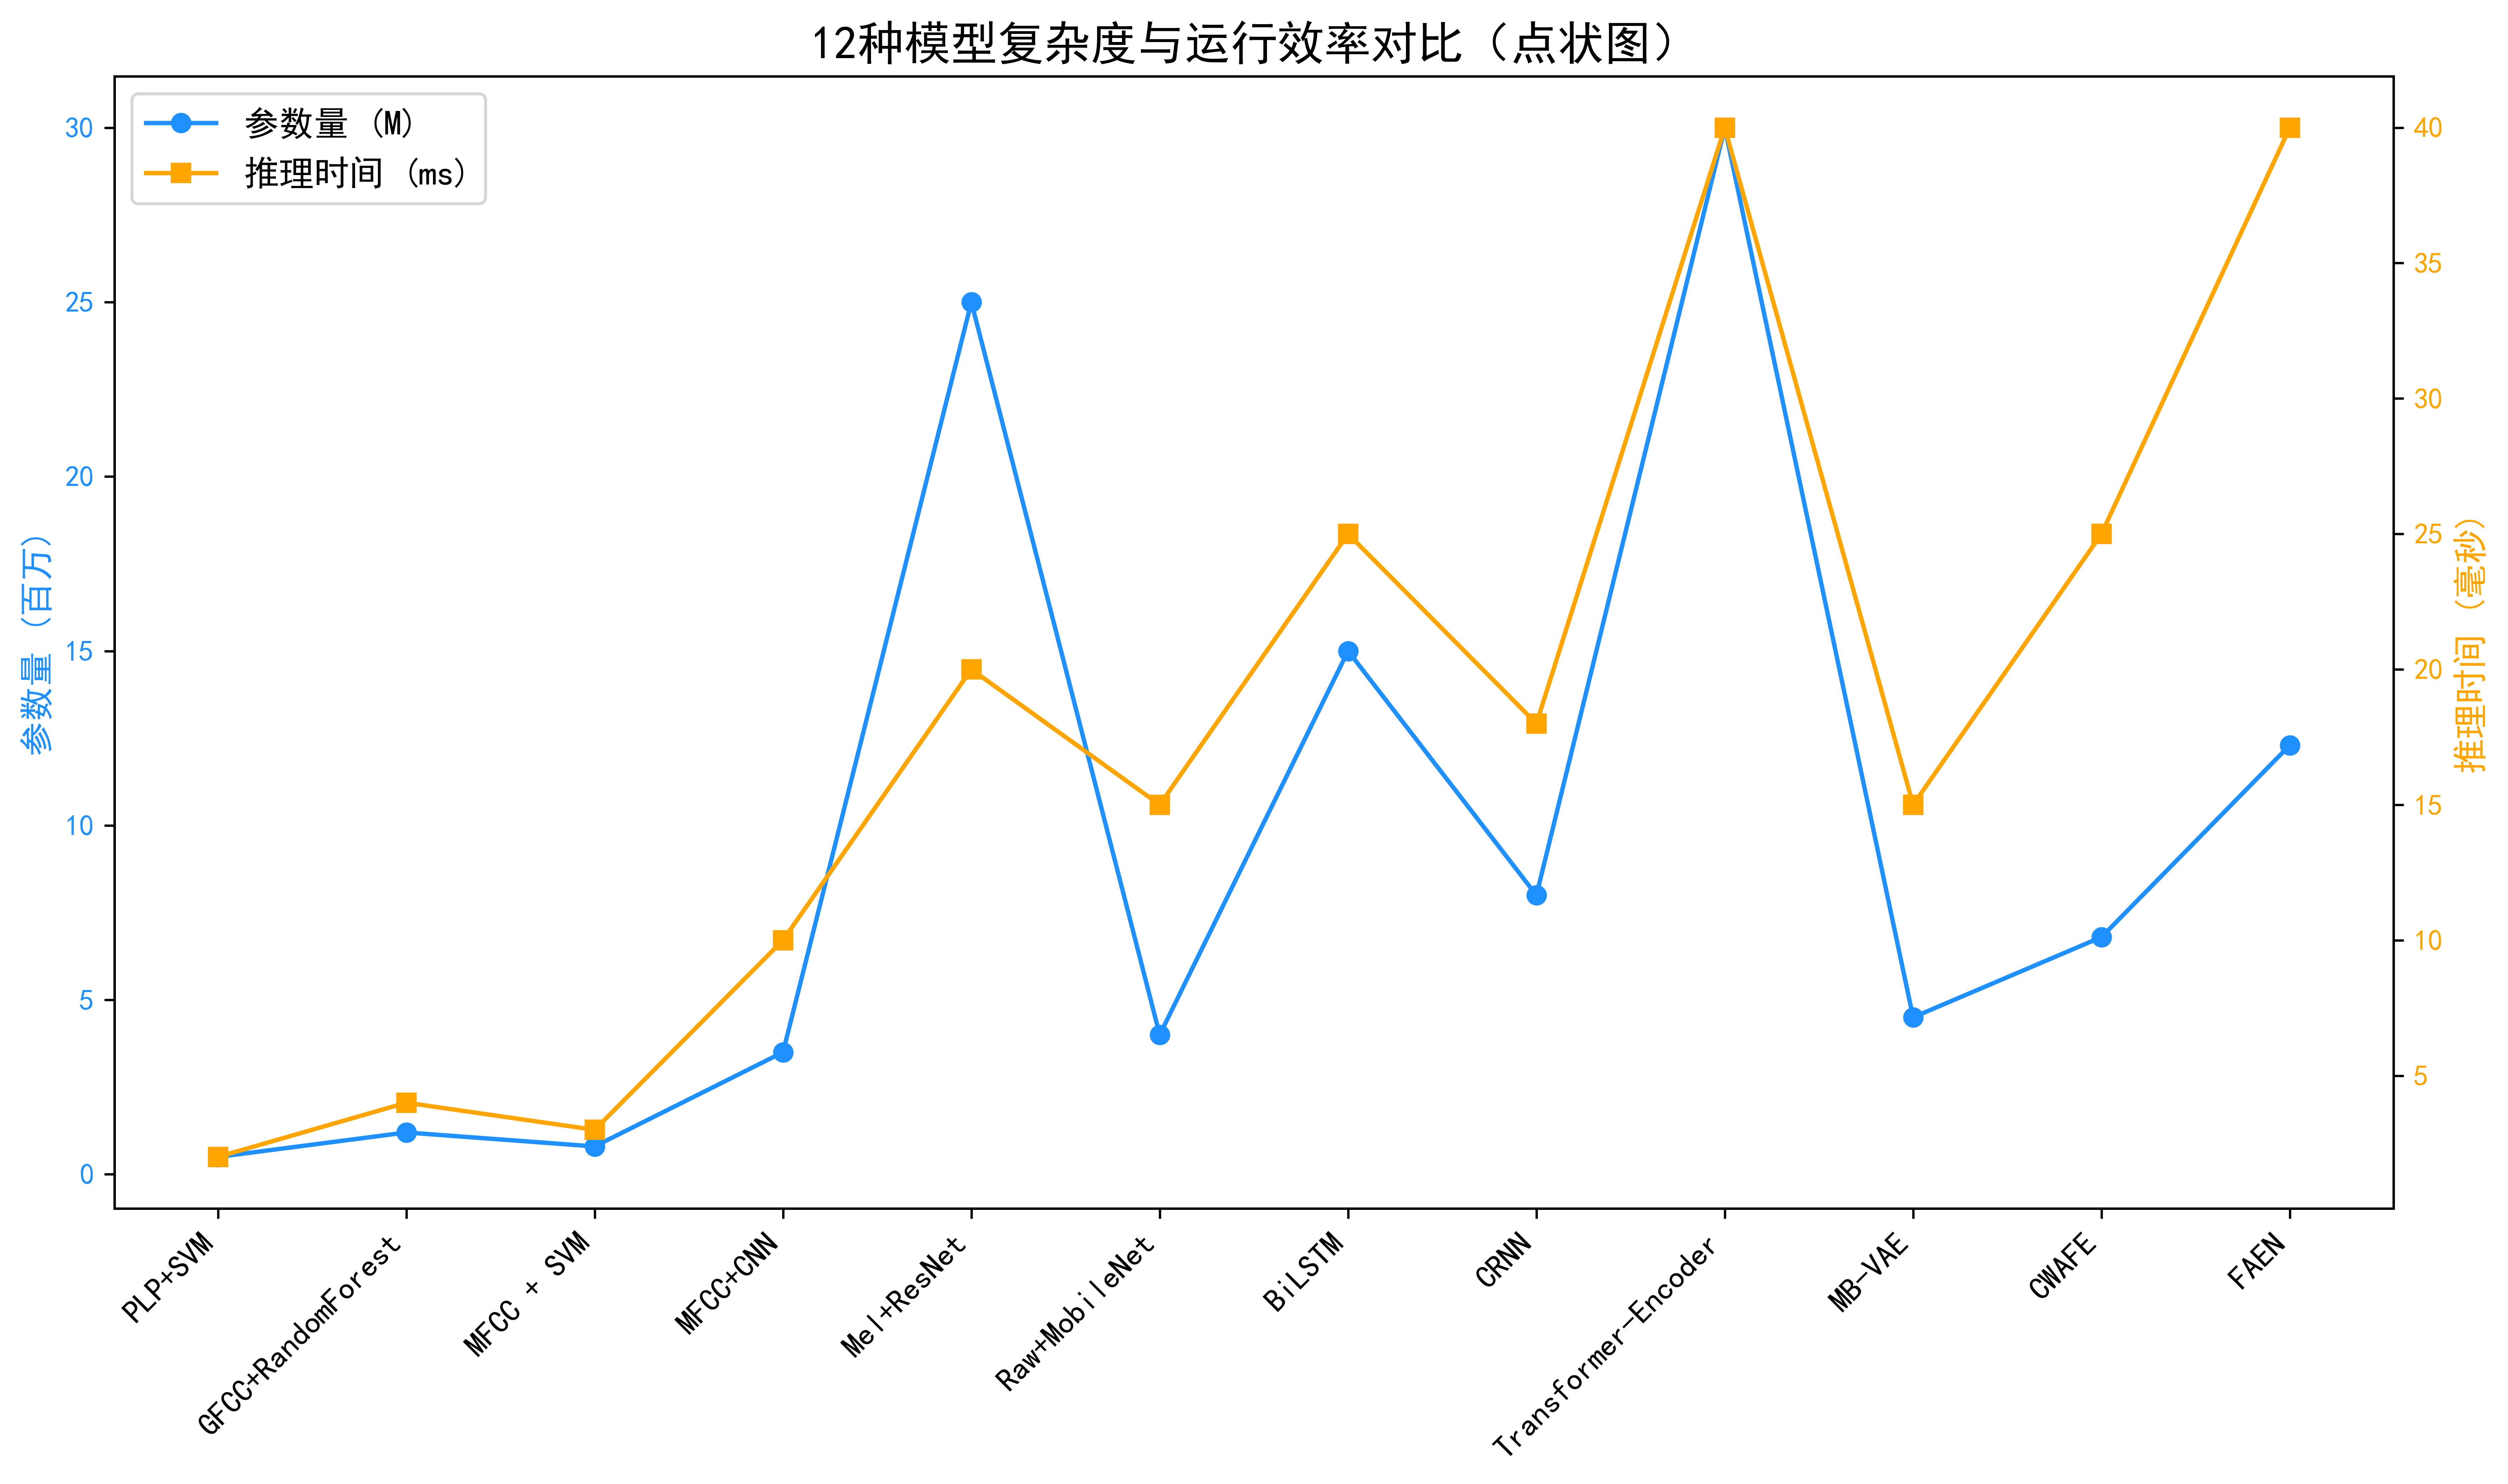 12种模型复杂度与运行效率对比（点状图）
参数量 (M)
推理时间 (ms)
参数量（百万）
30
25
20
15
10
5
0
40
35
30
25
20
15
10
5
推理时间（毫秒）
PLP+SVM
GFCC+RandomForest
MFCC + SVM
MFCC+CNN
Mel+ResNet
Raw+MobileNet
BiLSTM
CRNN
Transformer-Encoder
MB-VAE
CWAFE
FAEN